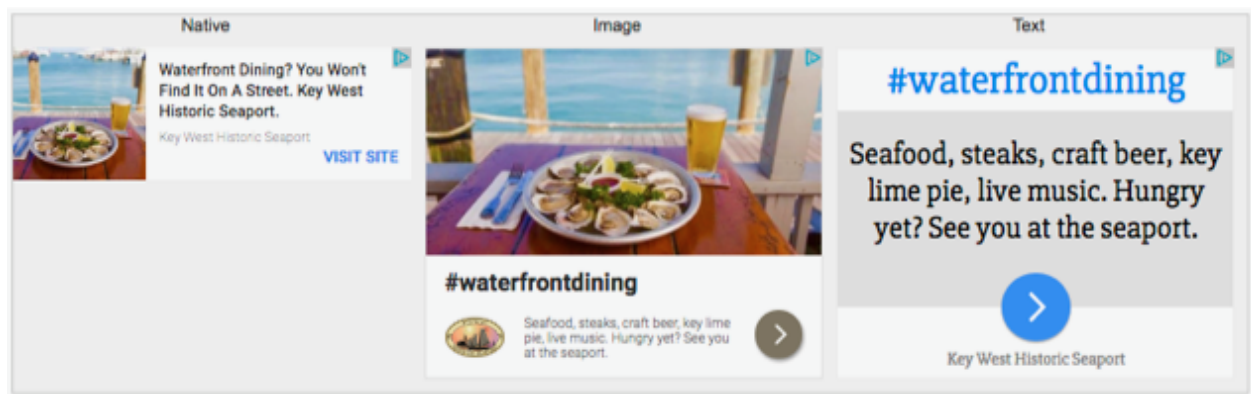 Native
Waterfront Dining? You Won't
Find It On A Street. Key West
Historic Seaport.
Key West Historic Seaport
VISIT SITE
Image
#waterfrontdining
Seafood, steaks, craft beer, key lime
pie, live music. Hungry yet? See you
at the seaport.
Text
#waterfrontdining
Seafood, steaks, craft beer, key
lime pie, live music. Hungry
yet? See you at the seaport.
Key West Historic Seaport